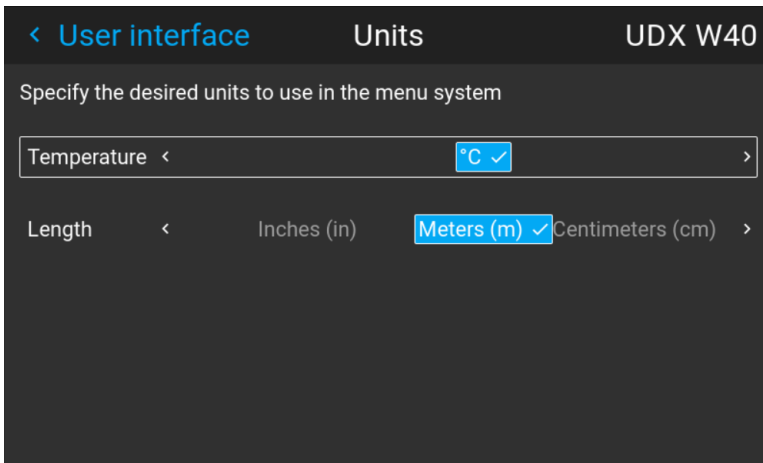 User interface Units UDX W40
Specify the desired units to use in the menu system
Temperature °C
Length Inches (in) Meters (m) Centimeters (cm)